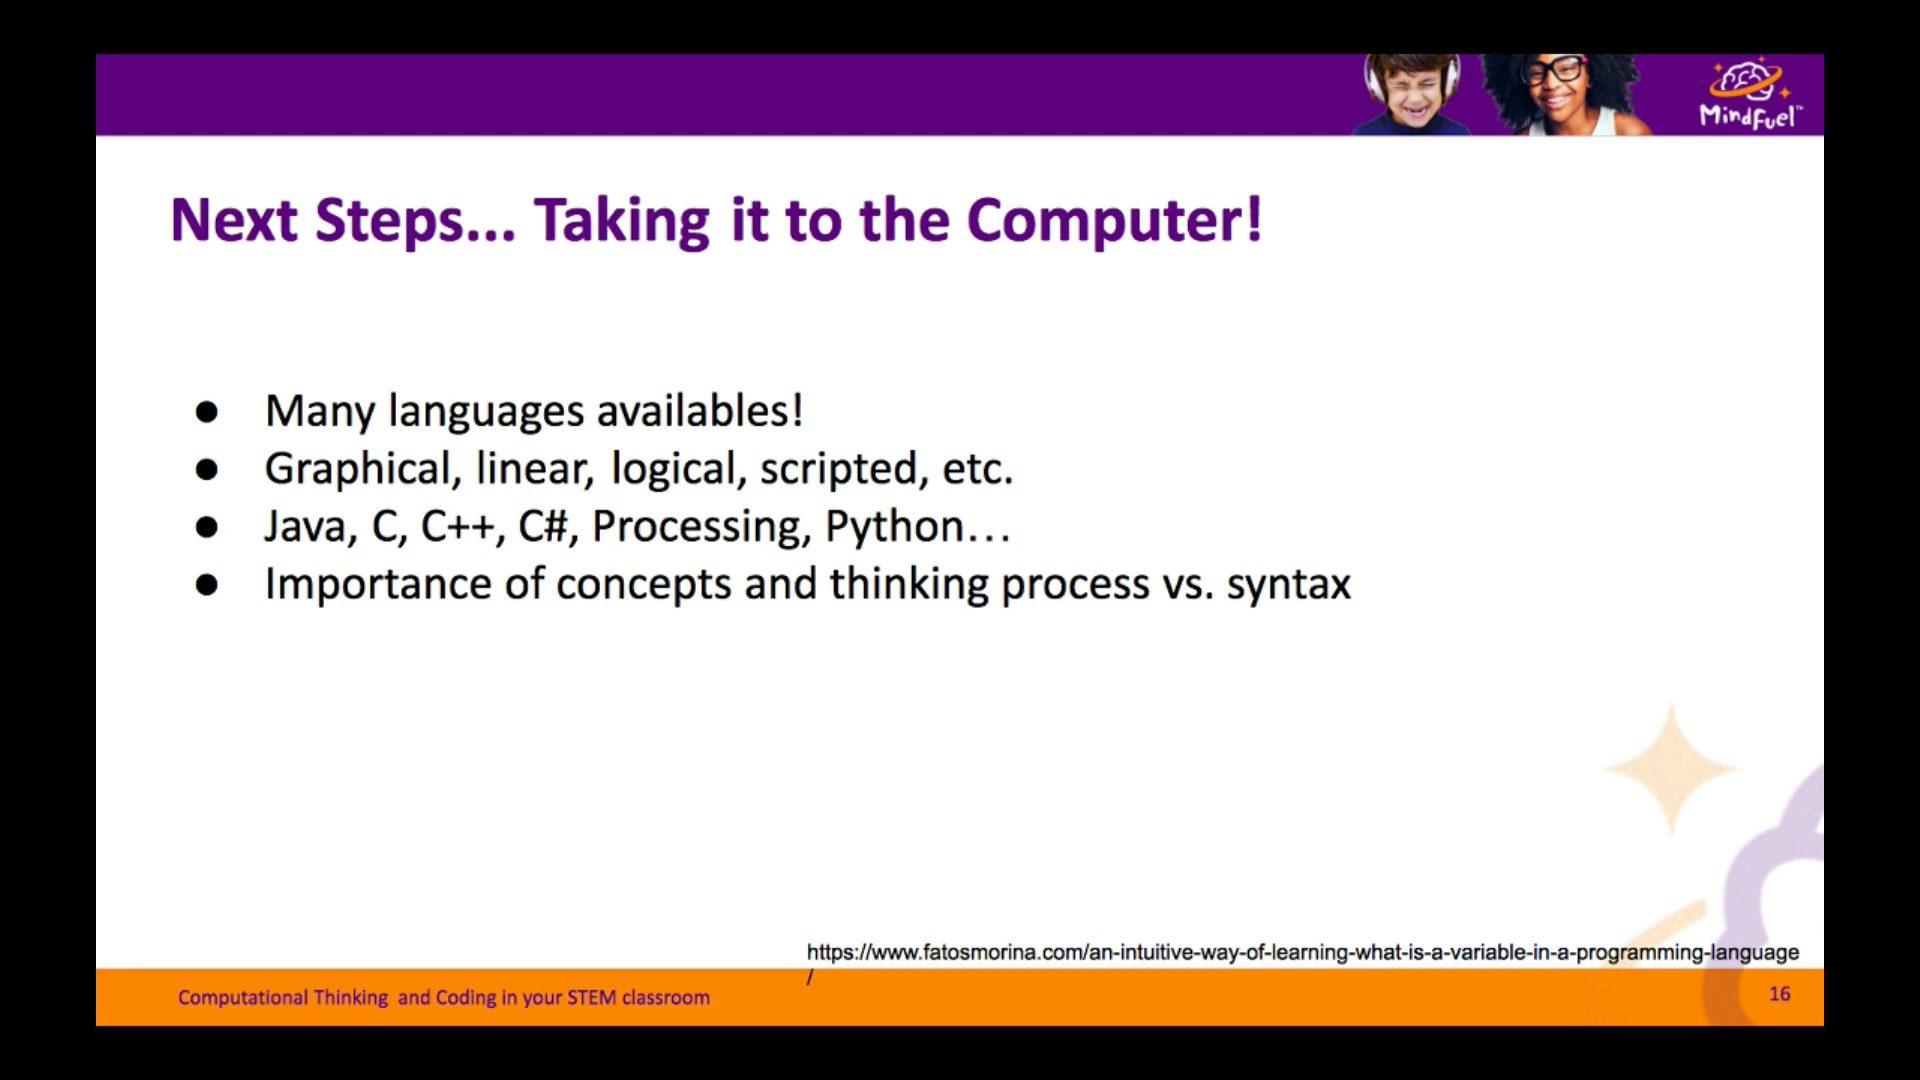 MindFuel™
Next Steps... Taking it to the Computer!
● Many languages availables!
● Graphical, linear, logical, scripted, etc.
● Java, C, C++, C#, Processing, Python…
● Importance of concepts and thinking process vs. syntax
https://www.fatosmorina.com/an-intuitive-way-of-learning-what-is-a-variable-in-a-programming-language
/
Computational Thinking and Coding in your STEM classroom
16